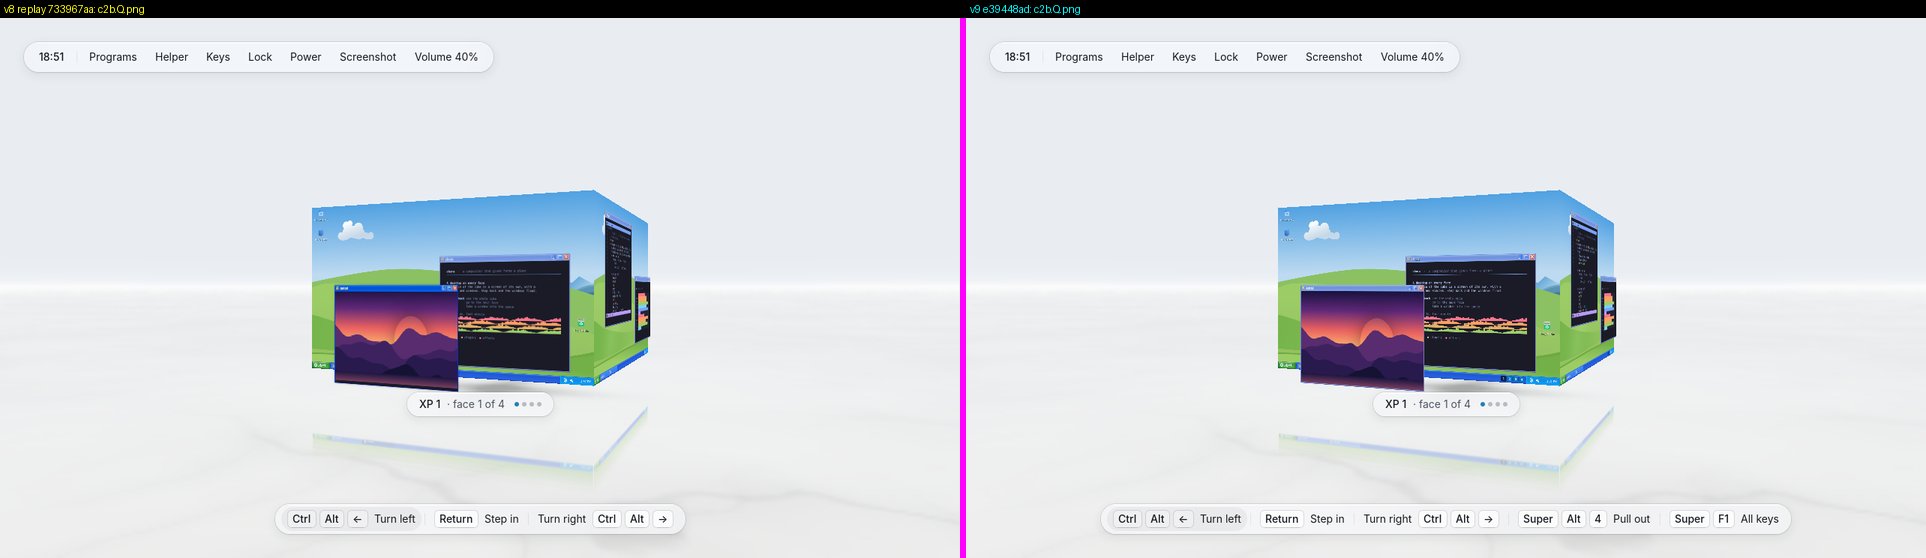 v8 replay 733967aa: c2b.Q.png
v9 e39448ad: c2b.Q.png
18:51 Programs Helper Keys Lock Power Screenshot Volume 40%
18:51 Programs Helper Keys Lock Power Screenshot Volume 40%
XP 1 · face 1 of 4
XP 1 · face 1 of 4
Ctrl Alt ← Turn left Return Step in Turn right Ctrl Alt →
Ctrl Alt ← Turn left Return Step in Turn right Ctrl Alt → Super Alt 4 Pull out Super F1 All keys